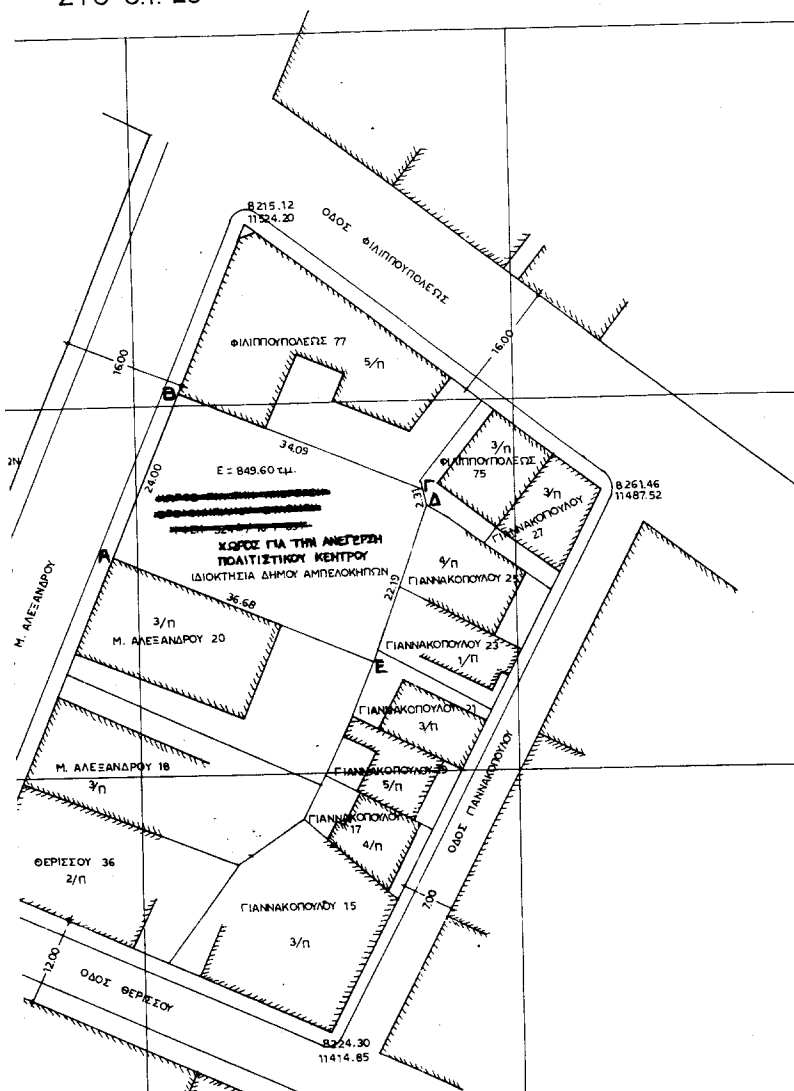 8215.12
11524.20
ΟΔΟΣ ΦΙΛΙΠΠΟΥΠΟΛΕΩΣ
16.00
ΦΙΛΙΠΠΟΥΠΟΛΕΩΣ 77
5/Π
16.00
Β
34.09
3/Π
ΦΙΛΙΠΠΟΥΠΟΛΕΩΣ
75
8261.46
11487.52
24.00
Ε = 849.60 τ.μ.
Γ
2.31
Δ
3/Π
ΓΙΑΝΝΑΚΟΠΟΥΛΟΥ
27
ΧΩΡΟΣ ΓΙΑ ΤΗΝ ΑΝΕΓΕΡΣΗ
ΠΟΛΙΤΙΣΤΙΚΟΥ ΚΕΝΤΡΟΥ
ΙΔΙΟΚΤΗΣΙΑ ΔΗΜΟΥ ΑΜΠΕΛΟΚΗΠΩΝ
4/Π
ΓΙΑΝΝΑΚΟΠΟΥΛΟΥ 25
Α
36.68
22.19
Μ. ΑΛΕΞΑΝΔΡΟΥ
3/Π
Μ. ΑΛΕΞΑΝΔΡΟΥ 20
ΓΙΑΝΝΑΚΟΠΟΥΛΟΥ 23
1/Π
Ε
ΓΙΑΝΝΑΚΟΠΟΥΛΟΥ 21
3/Π
Μ. ΑΛΕΞΑΝΔΡΟΥ 18
3/Π
ΓΙΑΝΝΑΚΟΠΟΥΛΟΥ 19
5/Π
ΟΔΟΣ ΓΙΑΝΝΑΚΟΠΟΥΛΟΥ
ΓΙΑΝΝΑΚΟΠΟΥΛΟΥ
17
4/Π
ΘΕΡΙΣΣΟΥ 36
2/Π
7.00
ΓΙΑΝΝΑΚΟΠΟΥΛΟΥ 15
3/Π
12.00
ΟΔΟΣ ΘΕΡΙΣΣΟΥ
8224.30
11414.85